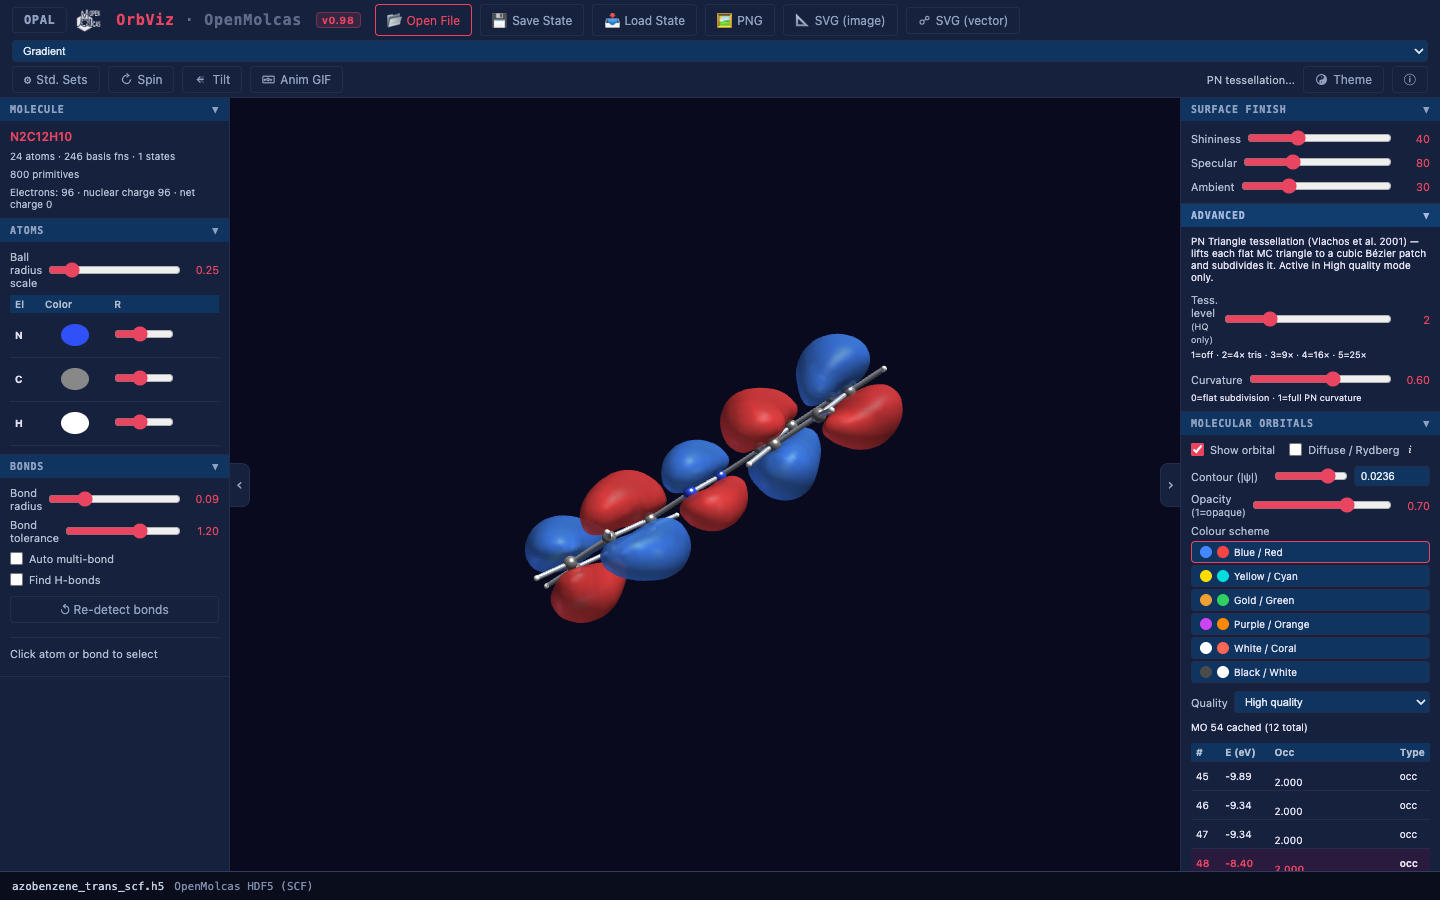 OPAL
OrbViz · OpenMolcas v0.98
📂 Open File
💾 Save State
📥 Load State
🖼️ PNG
📐 SVG (image)
SVG (vector)
Gradient
Std. Sets
Spin
Tilt
Anim GIF
PN tessellation...
Theme
MOLECULE
N2C12H10
24 atoms · 246 basis fns · 1 states
800 primitives
Electrons: 96 · nuclear charge 96 · net
charge 0
ATOMS
Ball
radius
scale
0.25
El Color R
N
C
H
BONDS
Bond
radius
0.09
Bond
tolerance
1.20
Auto multi-bond
Find H-bonds
↺ Re-detect bonds
Click atom or bond to select
SURFACE FINISH
Shininess 40
Specular 80
Ambient 30
ADVANCED
PN Triangle tessellation (Vlachos et al. 2001) —
lifts each flat MC triangle to a cubic Bézier patch
and subdivides it. Active in High quality mode
only.
Tess.
level
(HQ
only)
2
1=off · 2=4× tris · 3=9× · 4=16× · 5=25×
Curvature 0.60
0=flat subdivision · 1=full PN curvature
MOLECULAR ORBITALS
Show orbital
Diffuse / Rydberg i
Contour (|ψ|) 0.0236
Opacity
(1=opaque)
0.70
Colour scheme
Blue / Red
Yellow / Cyan
Gold / Green
Purple / Orange
White / Coral
Black / White
Quality High quality
MO 54 cached (12 total)
# E (eV) Occ Type
45 -9.89 2.000 occ
46 -9.34 2.000 occ
47 -9.34 2.000 occ
48 -8.40 2.000 occ
azobenzene_trans_scf.h5 OpenMolcas HDF5 (SCF)